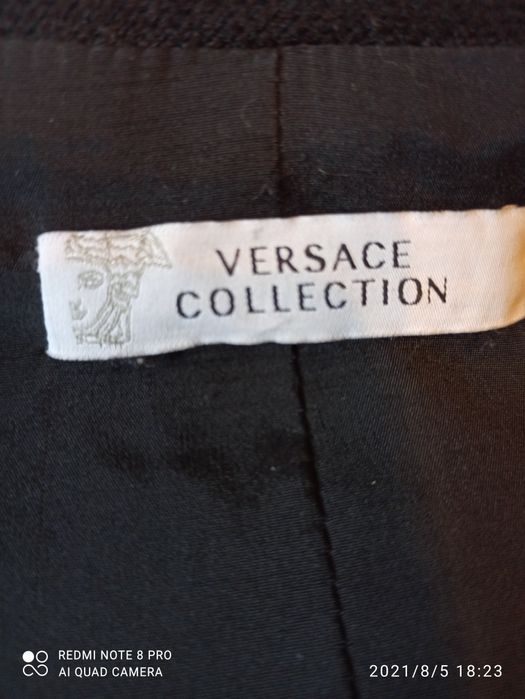 VERSACE
COLLECTION
REDMI NOTE 8 PRO
AI QUAD CAMERA
2021/8/5 18:23